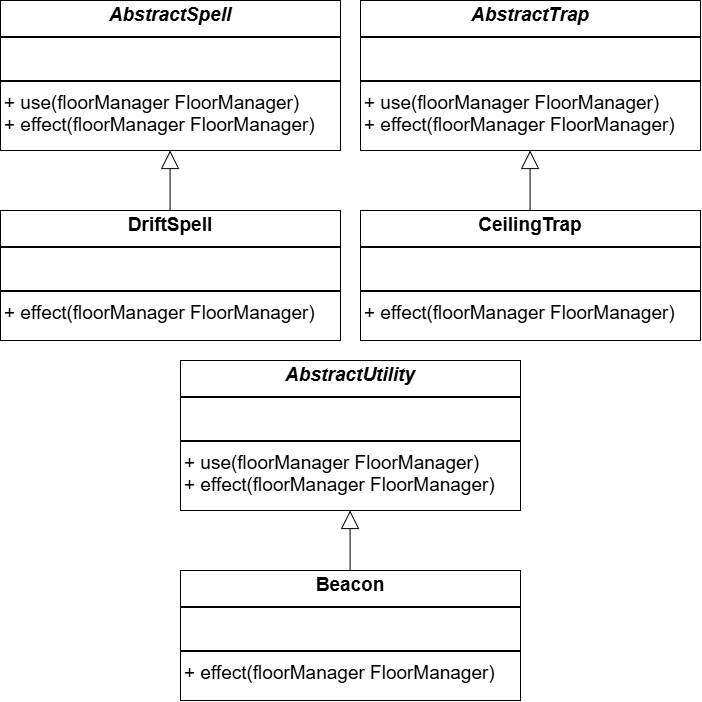 AbstractSpell
+ use(floorManager FloorManager)
+ effect(floorManager FloorManager)
DriftSpell
+ effect(floorManager FloorManager)
AbstractTrap
+ use(floorManager FloorManager)
+ effect(floorManager FloorManager)
CeilingTrap
+ effect(floorManager FloorManager)
AbstractUtility
+ use(floorManager FloorManager)
+ effect(floorManager FloorManager)
Beacon
+ effect(floorManager FloorManager)